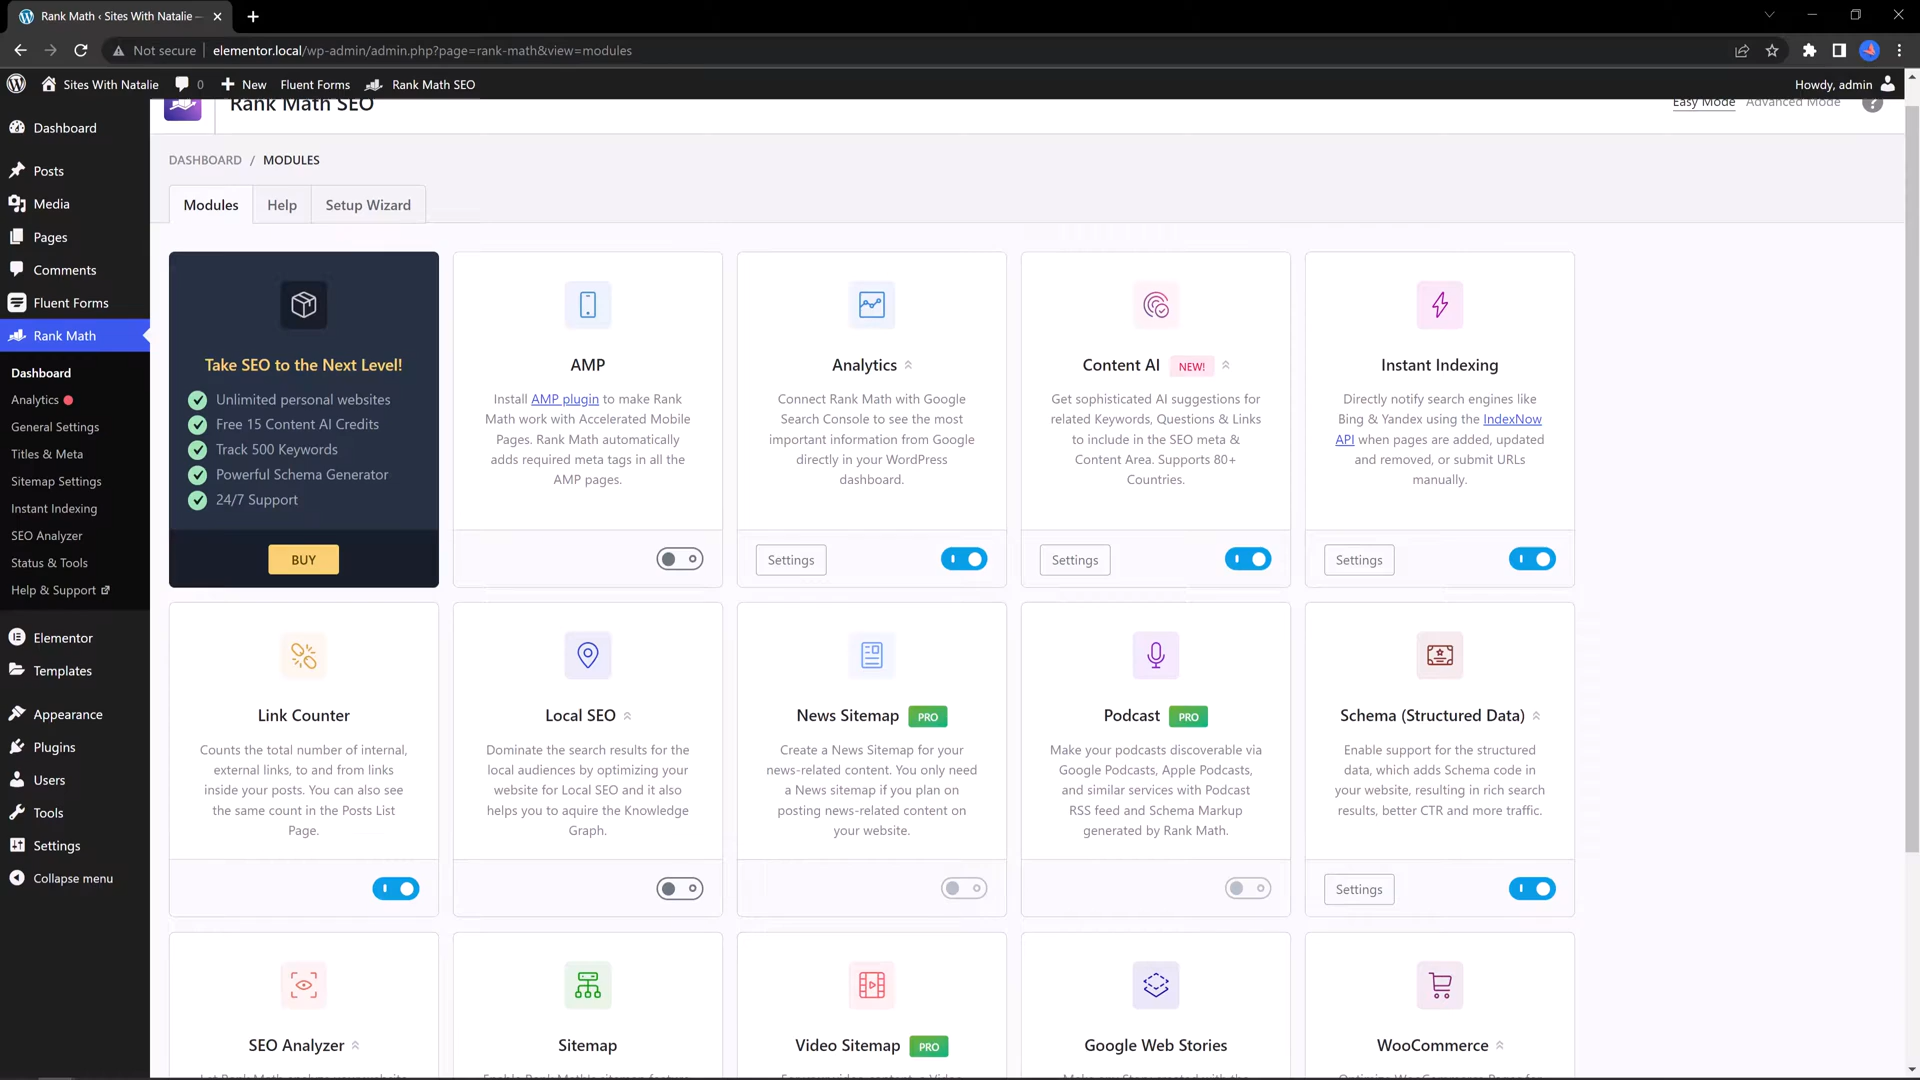 Rank Math ‹ Sites With Natalie —
Not secure
elementor.local/wp-admin/admin.php?page=rank-math&view=modules
Sites With Natalie
0
New
Fluent Forms
Rank Math SEO
Howdy, admin
Dashboard
Posts
Media
Pages
Comments
Fluent Forms
Rank Math
Dashboard
Analytics
General Settings
Titles & Meta
Sitemap Settings
Instant Indexing
SEO Analyzer
Status & Tools
Help & Support
Elementor
Templates
Appearance
Plugins
Users
Tools
Settings
Collapse menu
Rank Math SEO
Easy Mode
Advanced Mode
?
DASHBOARD / MODULES
Modules
Help
Setup Wizard
Take SEO to the Next Level!
Unlimited personal websites
Free 15 Content AI Credits
Track 500 Keywords
Powerful Schema Generator
24/7 Support
BUY
AMP
Install AMP plugin to make Rank
Math work with Accelerated Mobile
Pages. Rank Math automatically
adds required meta tags in all the
AMP pages.
Analytics
Connect Rank Math with Google
Search Console to see the most
important information from Google
directly in your WordPress
dashboard.
Settings
Content AI NEW!
Get sophisticated AI suggestions for
related Keywords, Questions & Links
to include in the SEO meta &
Content Area. Supports 80+
Countries.
Settings
Instant Indexing
Directly notify search engines like
Bing & Yandex using the IndexNow
API when pages are added, updated
and removed, or submit URLs
manually.
Settings
Link Counter
Counts the total number of internal,
external links, to and from links
inside your posts. You can also see
the same count in the Posts List
Page.
Local SEO
Dominate the search results for the
local audiences by optimizing your
website for Local SEO and it also
helps you to aquire the Knowledge
Graph.
News Sitemap PRO
Create a News Sitemap for your
news-related content. You only need
a News sitemap if you plan on
posting news-related content on
your website.
Podcast PRO
Make your podcasts discoverable via
Google Podcasts, Apple Podcasts,
and similar services with Podcast
RSS feed and Schema Markup
generated by Rank Math.
Schema (Structured Data)
Enable support for the structured
data, which adds Schema code in
your website, resulting in rich search
results, better CTR and more traffic.
Settings
SEO Analyzer
Sitemap
Video Sitemap PRO
Google Web Stories
WooCommerce